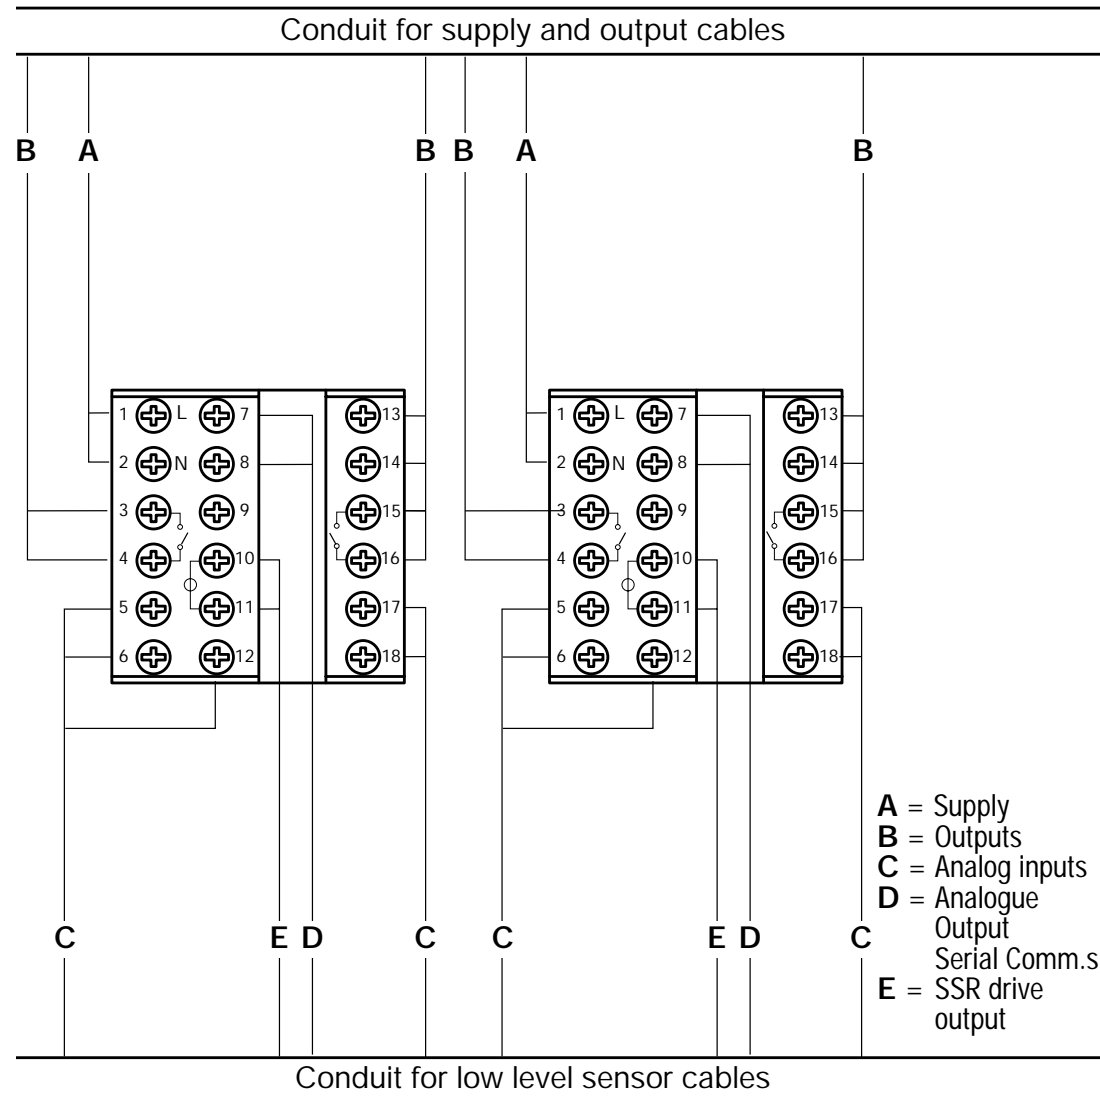 Conduit for supply and output cables
B A B B A B
1 L 7 13 1 L 7 13
2 N 8 14 2 N 8 14
3 9 15 3 9 15
4 10 16 4 10 16
5 11 17 5 11 17
6 12 18 6 12 18
A = Supply
B = Outputs
C = Analog inputs
D = Analogue
Output
Serial Comm.s
E = SSR drive
output
C E D C C E D C
Conduit for low level sensor cables